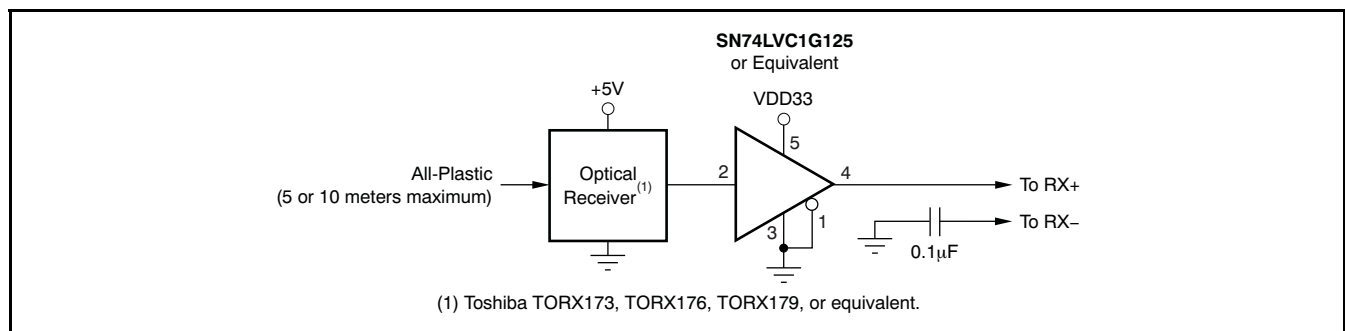 SN74LVC1G125
or Equivalent
+5V
VDD33
5
All-Plastic
(5 or 10 meters maximum)
Optical
Receiver(1)
2
4
To RX+
1
3
To RX−
0.1μF
(1) Toshiba TORX173, TORX176, TORX179, or equivalent.